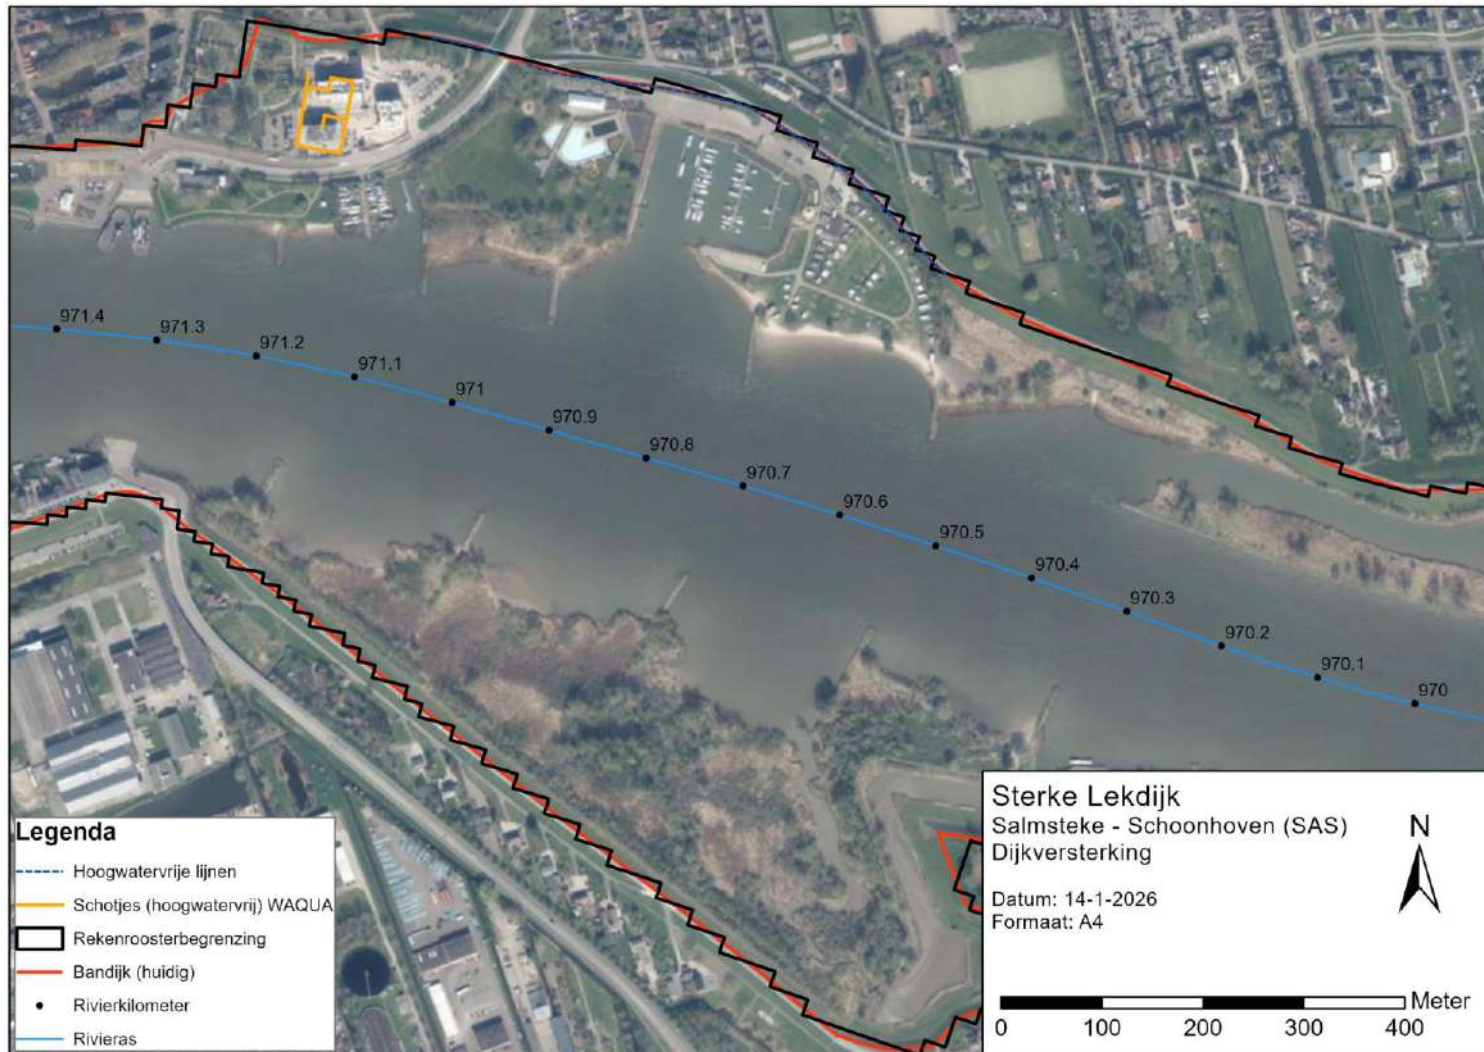 971.4
971.3
971.2
971.1
971
970.9
970.8
970.7
970.6
970.5
970.4
970.3
970.2
970.1
970
Legenda
Hoogwatervrije lijnen
Schotjes (hoogwatervrij) WAQUA
Rekenroosterbegrenzing
Bandijk (huidig)
Rivierkilometer
Rivieras
Sterke Lekdijk
Salmsteke - Schoonhoven (SAS)
Dijkversterking
N
Datum: 14-1-2026
Formaat: A4
Meter
0 100 200 300 400